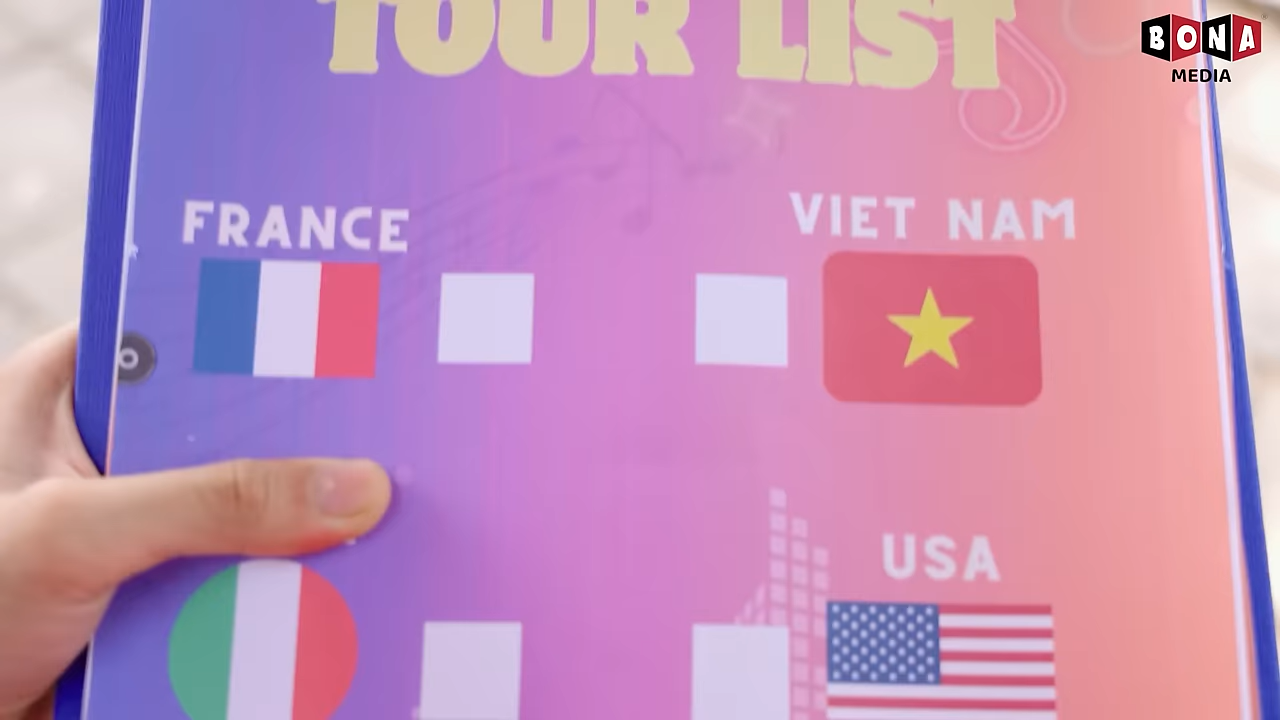 TOUR LIST
BONA
MEDIA
FRANCE
VIET NAM
USA